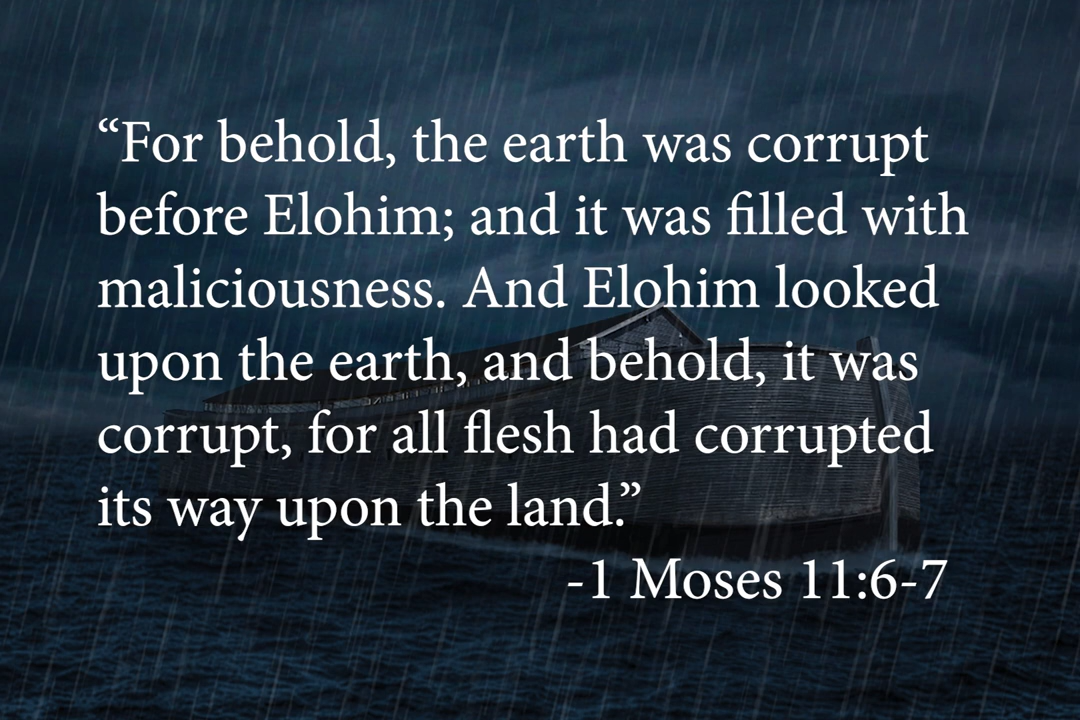 “For behold, the earth was corrupt
before Elohim; and it was filled with
maliciousness. And Elohim looked
upon the earth, and behold, it was
corrupt, for all flesh had corrupted
its way upon the land.”
-1 Moses 11:6-7